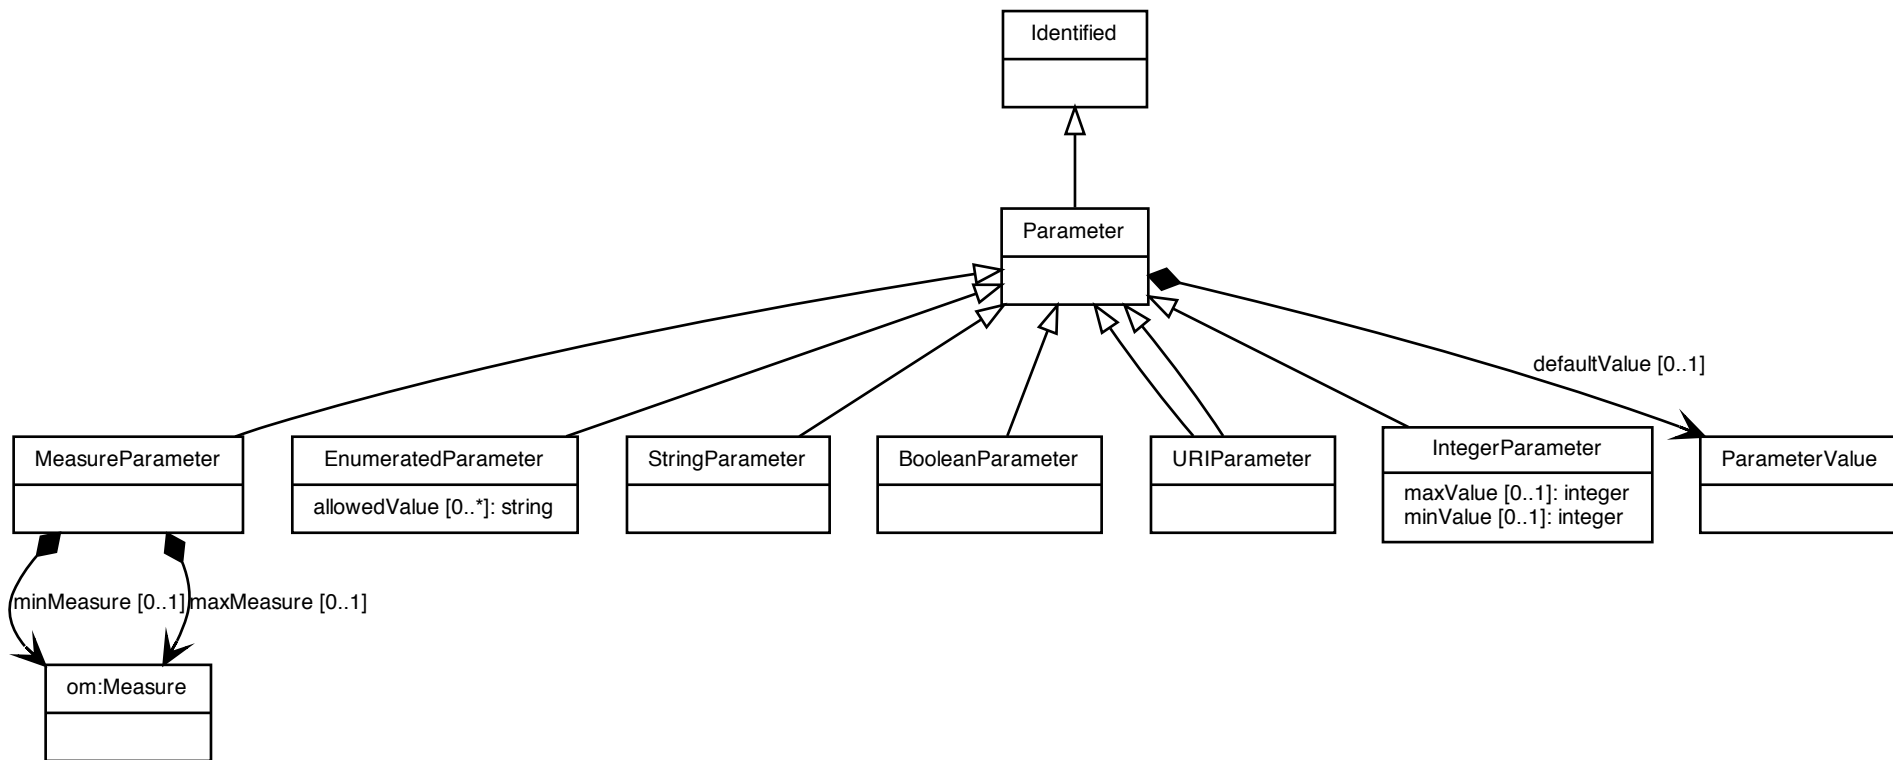 Identified
Parameter
defaultValue [0..1]
MeasureParameter
EnumeratedParameter
allowedValue [0..*]: string
StringParameter
BooleanParameter
URIParameter
IntegerParameter
maxValue [0..1]: integer
minValue [0..1]: integer
ParameterValue
minMeasure [0..1]
maxMeasure [0..1]
om:Measure